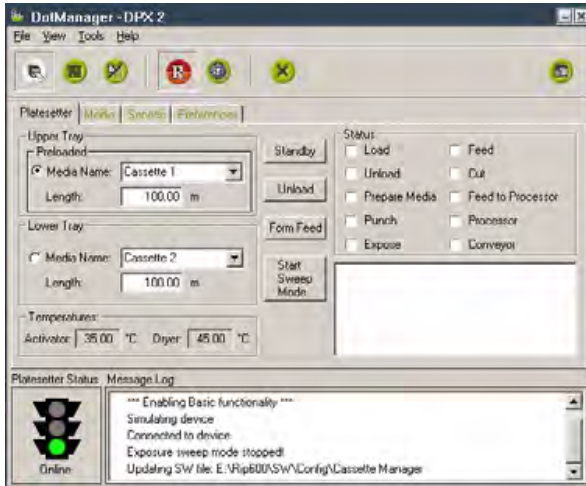 DotManager - DPX 2
File View Tools Help
R
Platesetter Media Service Preferences
Upper Tray
Preloaded
Media Name: Cassette 1
Length: 100.00 m
Lower Tray
Media Name: Cassette 2
Length: 100.00 m
Temperatures:
Activator: 35.00 °C Dryer: 45.00 °C
Standby
Unload
Form Feed
Start
Sweep
Mode
Status
Load Feed
Unload Cut
Prepare Media Feed to Processor
Punch Processor
Expose Conveyor
Platesetter Status Message Log
Online
*** Enabling Basic functionality ***
Simulating device
Connected to device
Exposure sweep mode stopped!
Updating SW file: E:\Rip600\SW\Config\Cassette Manager